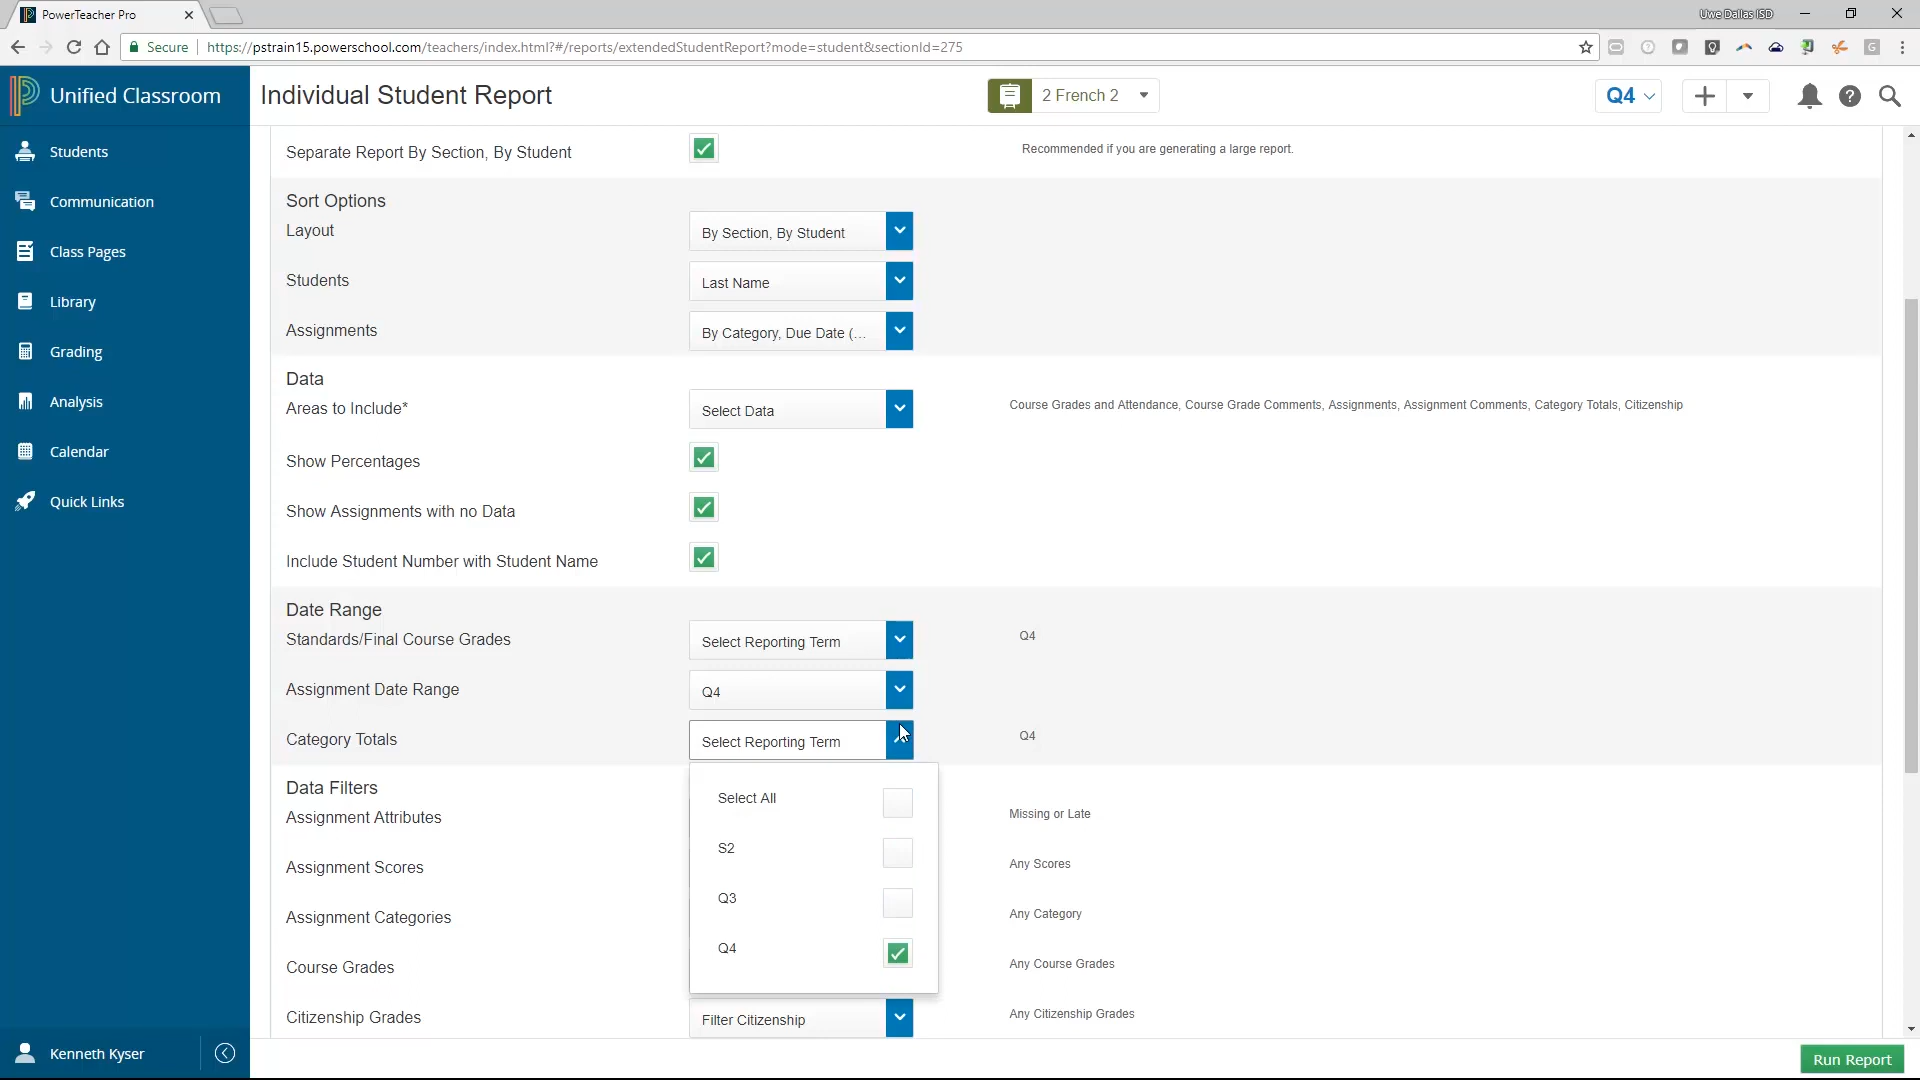 PowerTeacher Pro
Uwe Dallas ISD
Secure
https://pstrain15.powerschool.com/teachers/index.html?#/reports/extendedStudentReport?mode=student&sectionId=275
Unified Classroom
Individual Student Report
2 French 2
Q4
Students
Communication
Class Pages
Library
Grading
Analysis
Calendar
Quick Links
Kenneth Kyser
Separate Report By Section, By Student
Recommended if you are generating a large report.
Sort Options
Layout
By Section, By Student
Students
Last Name
Assignments
By Category, Due Date (...
Data
Areas to Include*
Select Data
Course Grades and Attendance, Course Grade Comments, Assignments, Assignment Comments, Category Totals, Citizenship
Show Percentages
Show Assignments with no Data
Include Student Number with Student Name
Date Range
Standards/Final Course Grades
Select Reporting Term
Q4
Assignment Date Range
Q4
Category Totals
Select Reporting Term
Q4
Select All
S2
Q3
Q4
Data Filters
Assignment Attributes
Missing or Late
Assignment Scores
Any Scores
Assignment Categories
Any Category
Course Grades
Any Course Grades
Citizenship Grades
Filter Citizenship
Any Citizenship Grades
Run Report